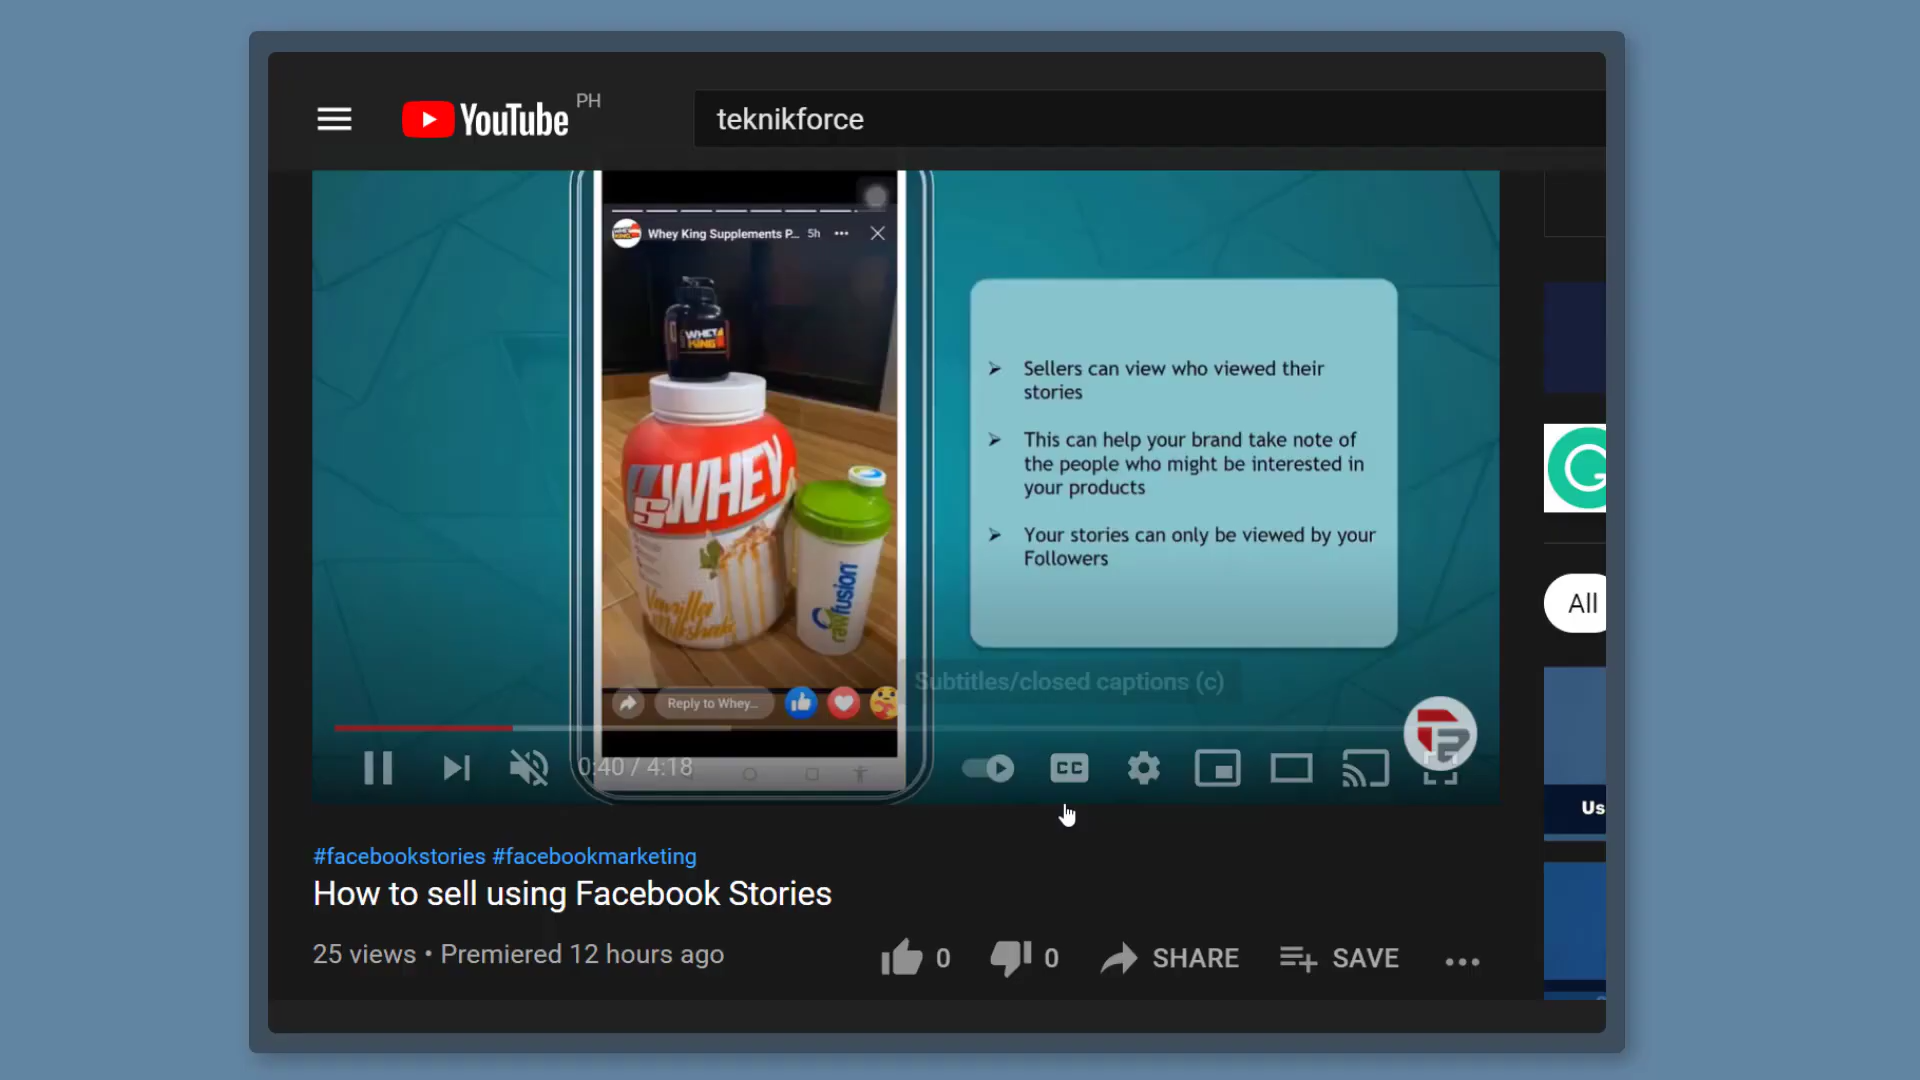 YouTube PH
teknikforce
Whey King Supplements P... 5h
WHEY
KING
WHEY
Vanilla
Milkshake
rawfusion
Sellers can view who viewed their
stories
This can help your brand take note of
the people who might be interested in
your products
Your stories can only be viewed by your
Followers
Subtitles/closed captions (c)
Reply to Whey...
0:40 / 4:18
CC
All
Us
#facebookstories #facebookmarketing
How to sell using Facebook Stories
25 views • Premiered 12 hours ago
0
0
SHARE
SAVE